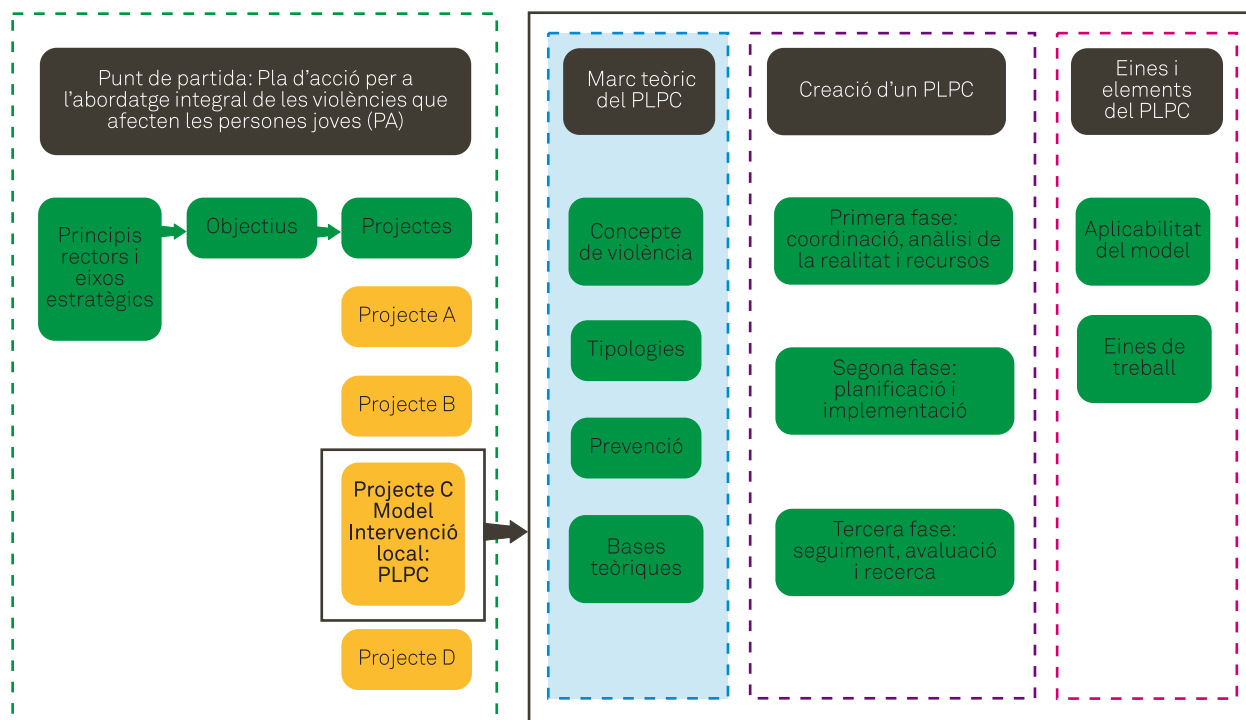 Punt de partida: Pla d’acció per a
l’abordatge integral de les violències que
afecten les persones joves (PA)
Principis
rectors i
eixos
estratègics
Objectius
Projectes
Projecte A
Projecte B
Projecte C
Model
Intervenció
local:
PLPC
Projecte D
Marc teòric
del PLPC
Concepte
de violència
Tipologies
Prevenció
Bases
teòriques
Creació d’un PLPC
Primera fase:
coordinació, anàlisi de
la realitat i recursos
Segona fase:
planificació i
implementació
Tercera fase:
seguiment, avaluació
i recerca
Eines i
elements
del PLPC
Aplicabilitat
del model
Eines de
treball